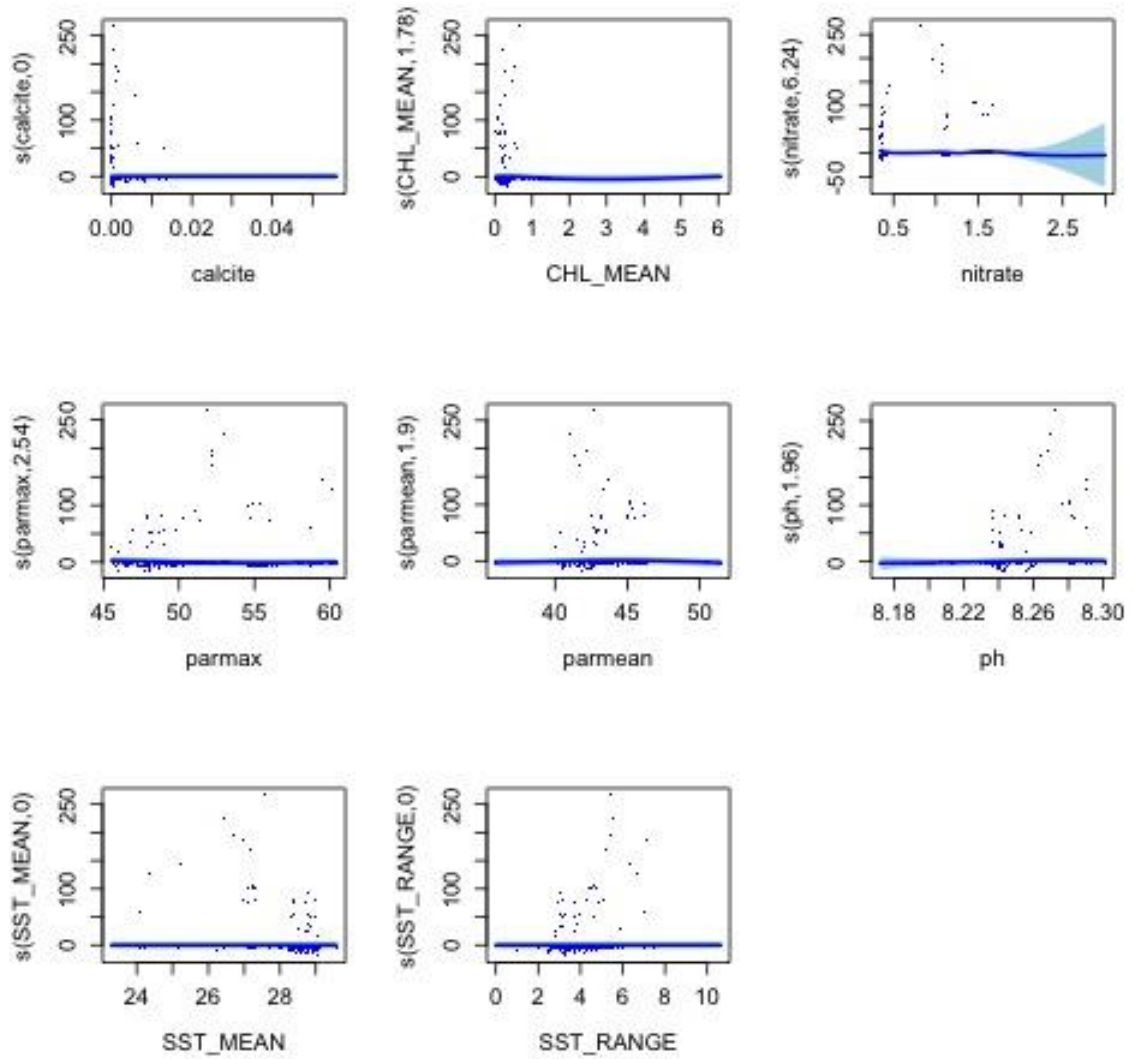 s(calcite,0)
250
100
0
0.00 0.02 0.04
calcite
s(CHL_MEAN,1.78)
250
100
0
0 1 2 3 4 5 6
CHL_MEAN
s(nitrate,6.24)
250
100
-50
0.5 1.5 2.5
nitrate
s(parmax,2.54)
250
100
0
45 50 55 60
parmax
s(parmean,1.9)
250
100
0
40 45 50
parmean
s(ph,1.96)
250
100
0
8.18 8.22 8.26 8.30
ph
s(SST_MEAN,0)
250
100
0
24 26 28
SST_MEAN
s(SST_RANGE,0)
250
100
0
0 2 4 6 8 10
SST_RANGE